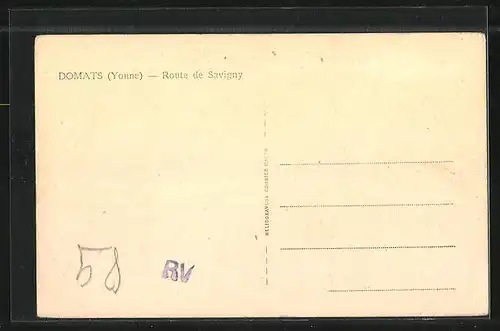 DOMATS (Yonne) — Route de Savigny
58
RV